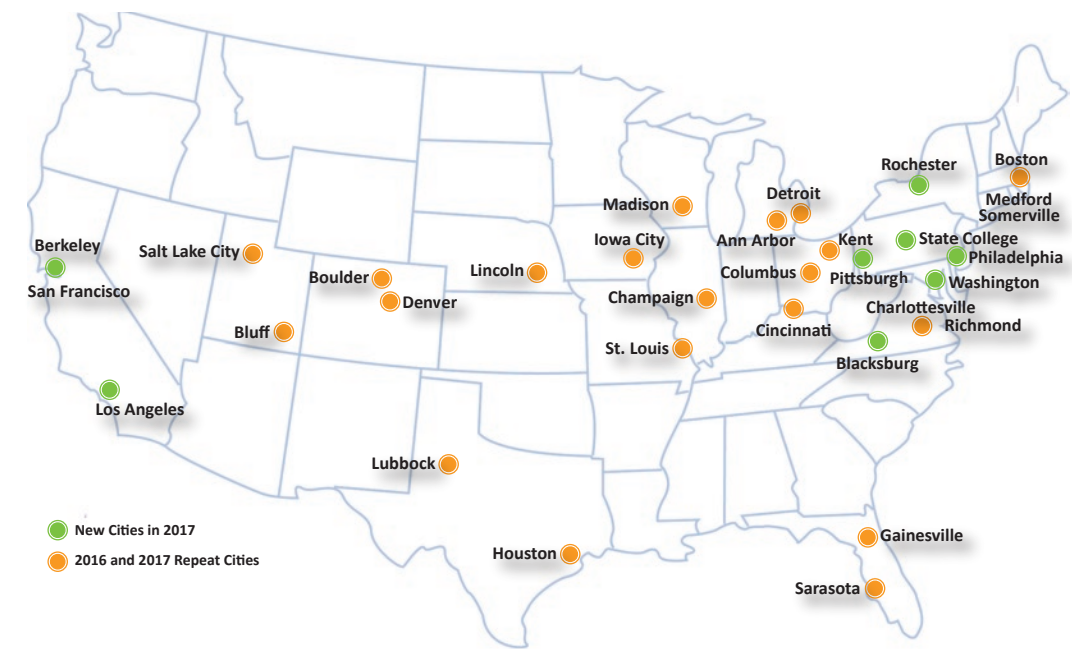 Rochester
Boston
Medford
Somerville
Detroit
Madison
Ann Arbor
Kent
Iowa City
State College
Berkeley
Salt Lake City
Philadelphia
Columbus
Pittsburgh
Lincoln
Boulder
Washington
San Francisco
Denver
Champaign
Charlottesville
Richmond
Cincinnati
Bluff
St. Louis
Blacksburg
Los Angeles
Lubbock
New Cities in 2017
Gainesville
Houston
2016 and 2017 Repeat Cities
Sarasota